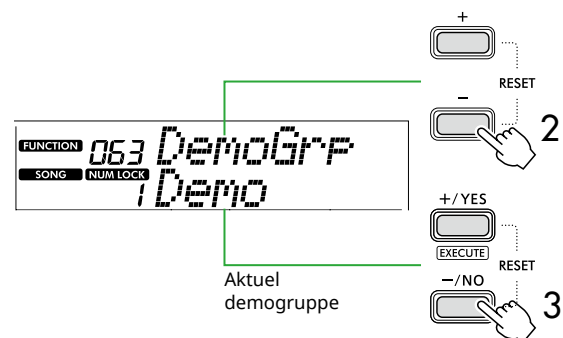 +
RESET
−
2
FUNCTION 063 DemoGrp
SONG NUM LOCK
1 Demo
+/YES
EXECUTE
RESET
−/NO
3
Aktuel
demogruppe